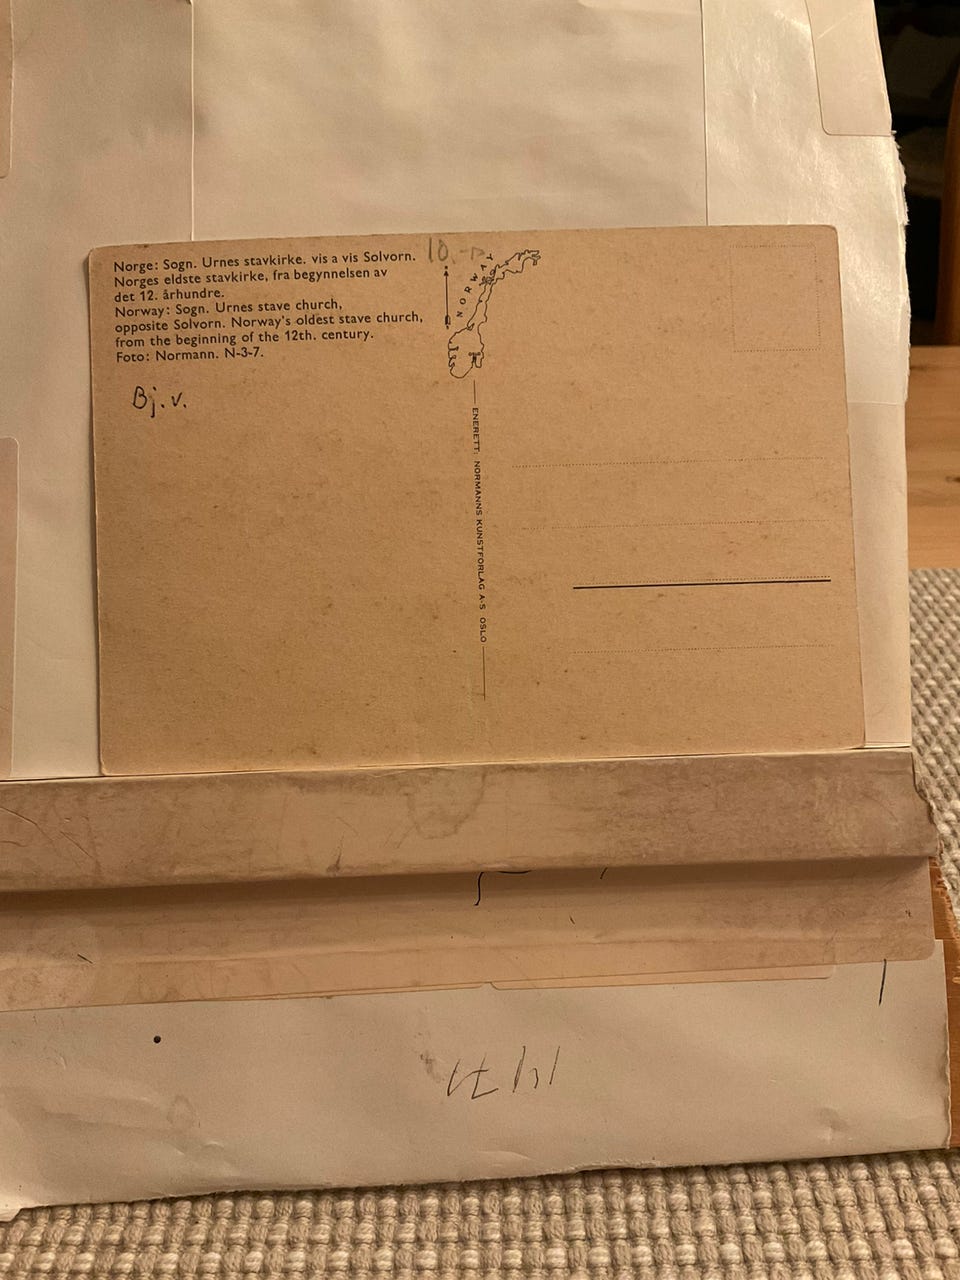 Norge: Sogn. Urnes stavkirke. vis a vis Solvorn.
Norges eldste stavkirke, fra begynnelsen av
det 12. århundre.
Norway: Sogn. Urnes stave church,
opposite Solvorn. Norway's oldest stave church,
from the beginning of the 12th. century.
Foto: Normann. N-3-7.
Bj. v.
10.-
NORWAY
ENERETT: NORMANNS KUNSTFORLAG A-S OSLO